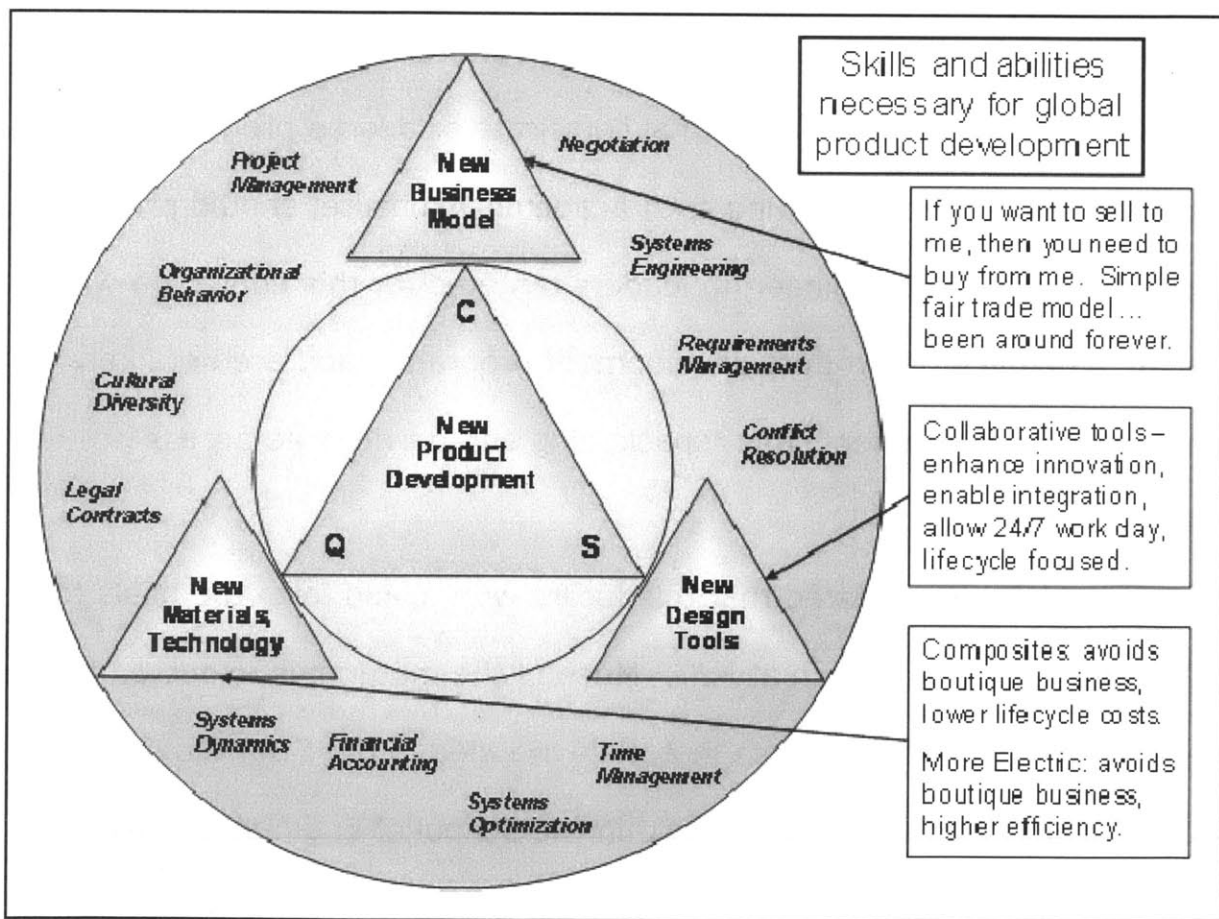 Skills and abilities
necessary for global
product development
Project
Management
New
Business
Model
Negotiation
Organizational
Behavior
Systems
Engineering
If you want to sell to
me, then you need to
buy from me. Simple
fair trade model...
been around forever.
C
Requirements
Management
Cultural
Diversity
New
Product
Development
Conflict
Resolution
Collaborative tools –
enhance innovation,
enable integration,
allow 24/7 work day,
lifecycle focused.
Legal
Contracts
Q
S
New
Materials,
Technology
New
Design
Tools
Composites: avoids
boutique business,
lower lifecycle costs.
More Electric: avoids
boutique business,
higher efficiency.
Systems
Dynamics
Financial
Accounting
Time
Management
Systems
Optimization